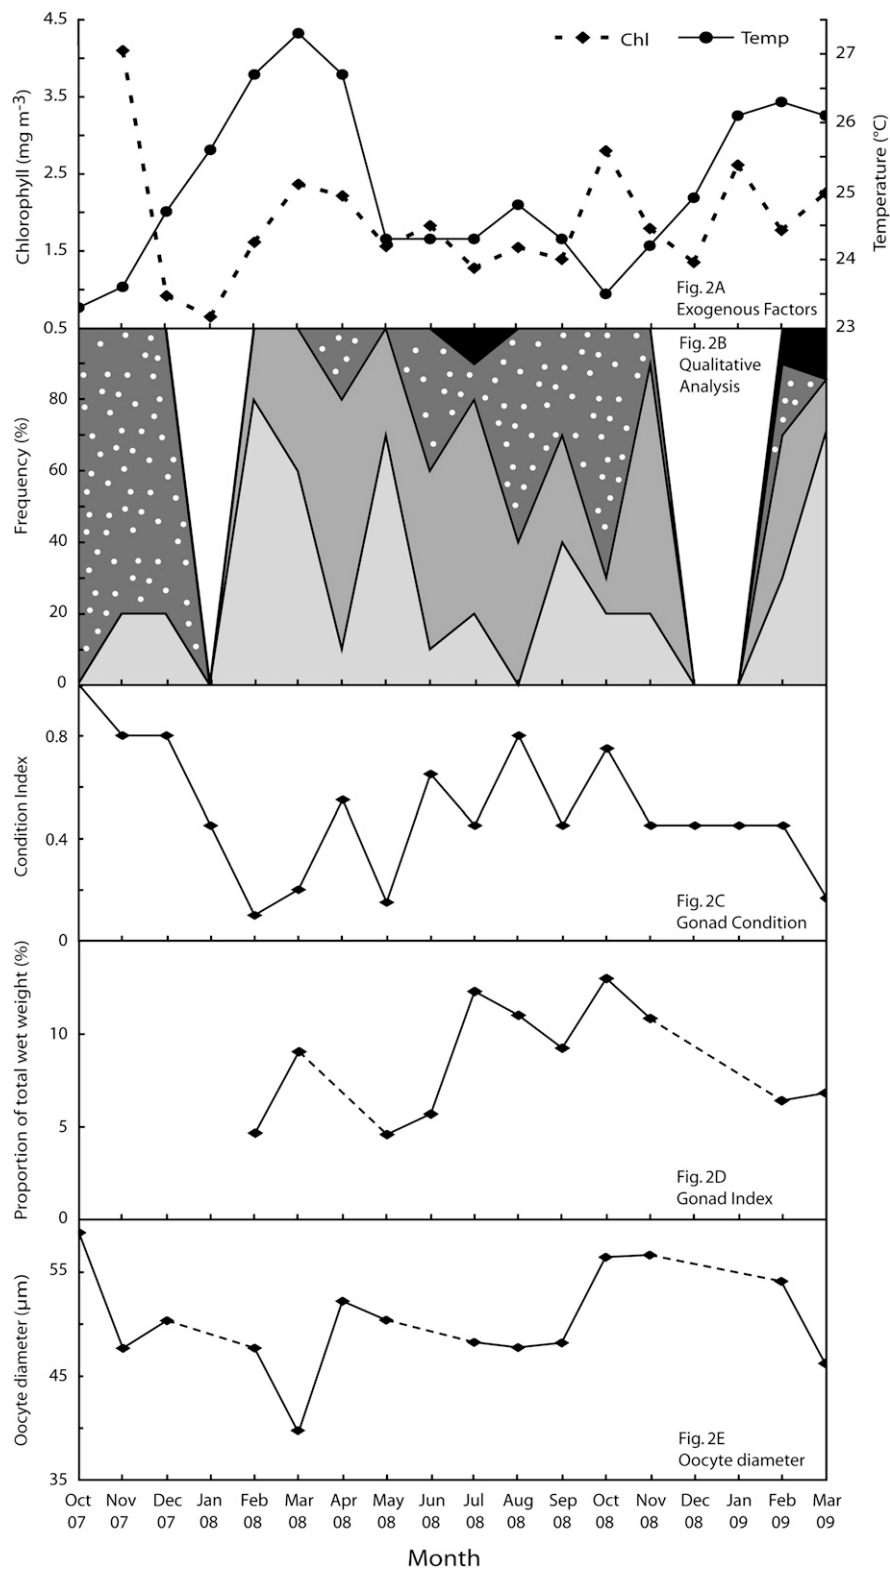 Chl
Temp
Chlorophyll (mg m-3)
4.5
3.5
2.5
1.5
0.5
Temperature (°C)
27
26
25
24
23
Fig. 2A
Exogenous Factors
Frequency (%)
80
60
40
20
0
Fig. 2B
Qualitative
Analysis
Condition Index
0.8
0.4
0
Fig. 2C
Gonad Condition
Proportion of total wet weight (%)
10
5
0
Fig. 2D
Gonad Index
Oocyte diameter (µm)
55
45
35
Fig. 2E
Oocyte diameter
Oct Nov Dec Jan Feb Mar Apr May Jun Jul Aug Sep Oct Nov Dec Jan Feb Mar
07 07 07 08 08 08 08 08 08 08 08 08 08 08 08 09 09 09
Month